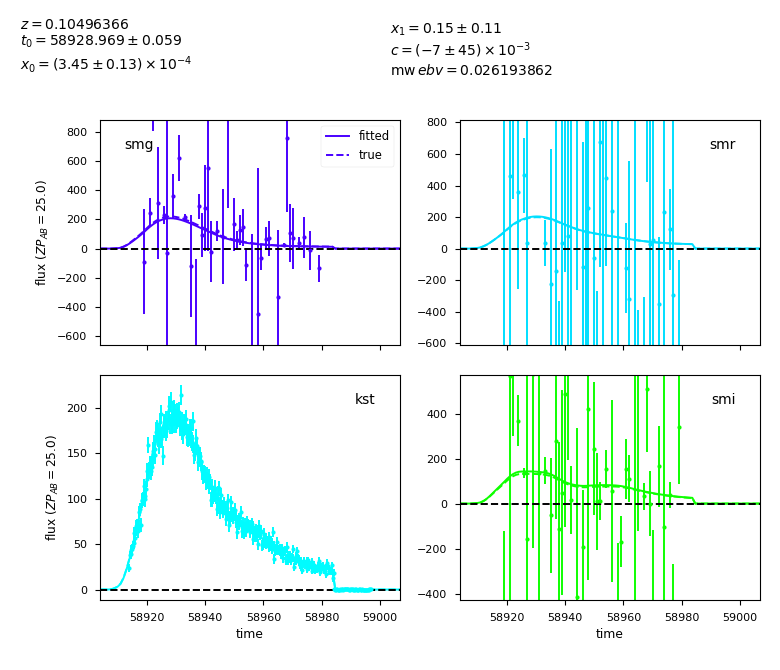 z = 0.10496366
t₀ = 58928.969 ± 0.059
x₀ = (3.45 ± 0.13) × 10⁻⁴
x₁ = 0.15 ± 0.11
c = (−7 ± 45) × 10⁻³
mw ebv = 0.026193862
smg
fitted
true
800
600
400
200
0
−200
−400
−600
flux (ZP_AB = 25.0)
smr
800
600
400
200
0
−200
−400
−600
kst
200
150
100
50
0
flux (ZP_AB = 25.0)
58920 58940 58960 58980 59000
time
smi
400
200
0
−200
−400
58920 58940 58960 58980 59000
time